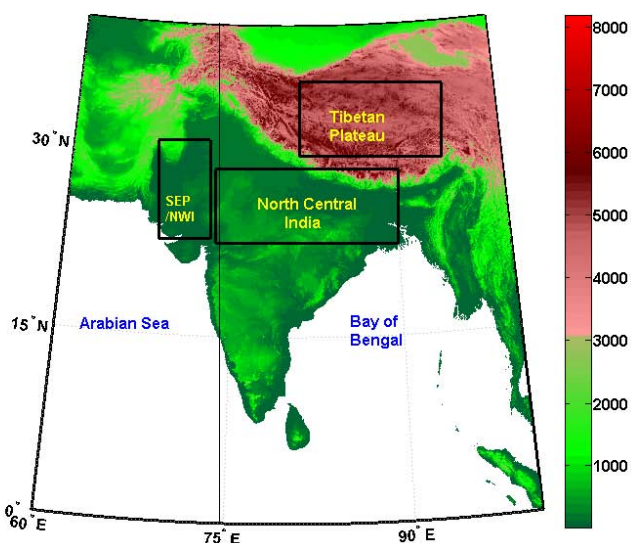 8000
7000
6000
5000
4000
3000
2000
1000
30°N
15°N
0°
60°E
75°E
90°E
Tibetan
Plateau
SEP
/NWI
North Central
India
Arabian Sea
Bay of
Bengal